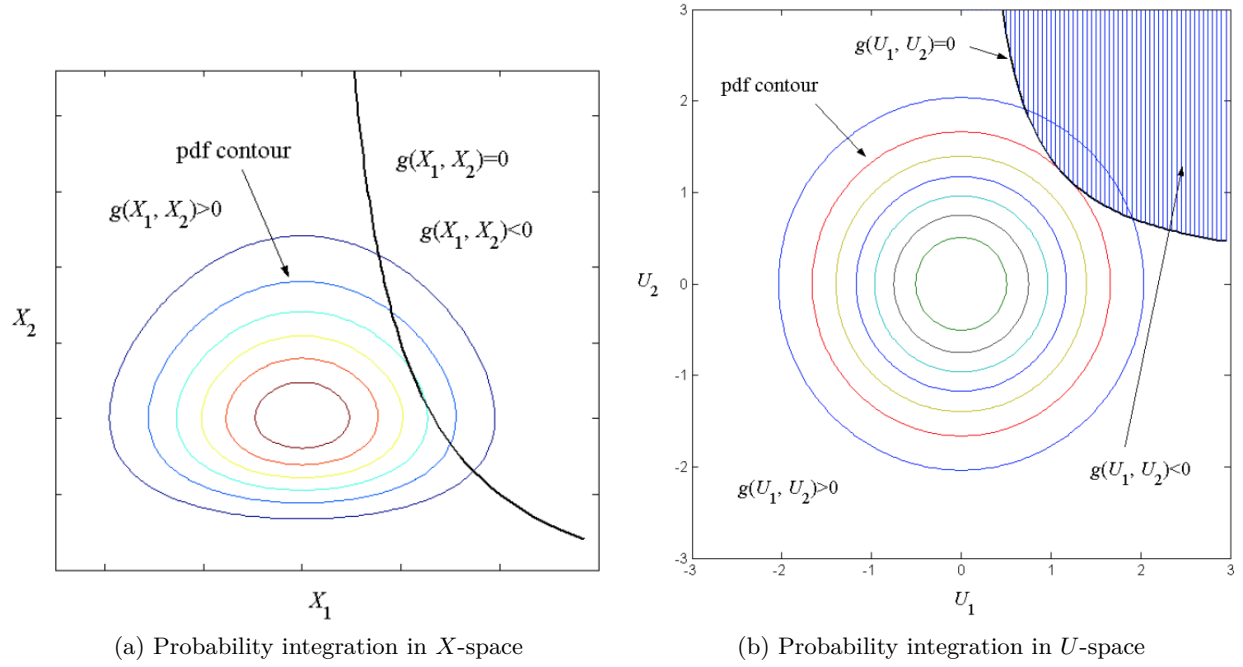 pdf contour
g(X₁, X₂)=0
g(X₁, X₂)>0
g(X₁, X₂)<0
X₂
X₁
(a) Probability integration in X-space
3
g(U₁, U₂)=0
pdf contour
2
1
U₂
0
-1
-2
g(U₁, U₂)<0
g(U₁, U₂)>0
-3
-3 -2 -1 0 1 2 3
U₁
(b) Probability integration in U-space